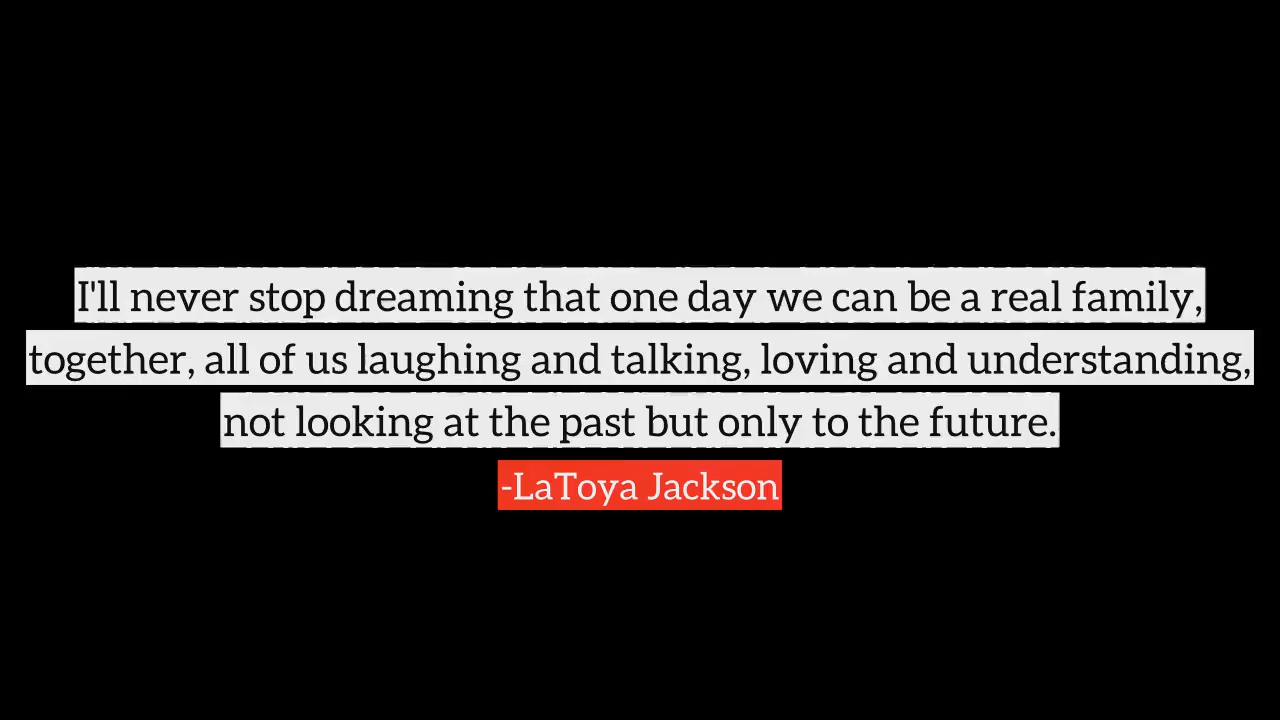 I'll never stop dreaming that one day we can be a real family,
together, all of us laughing and talking, loving and understanding,
not looking at the past but only to the future.
-LaToya Jackson